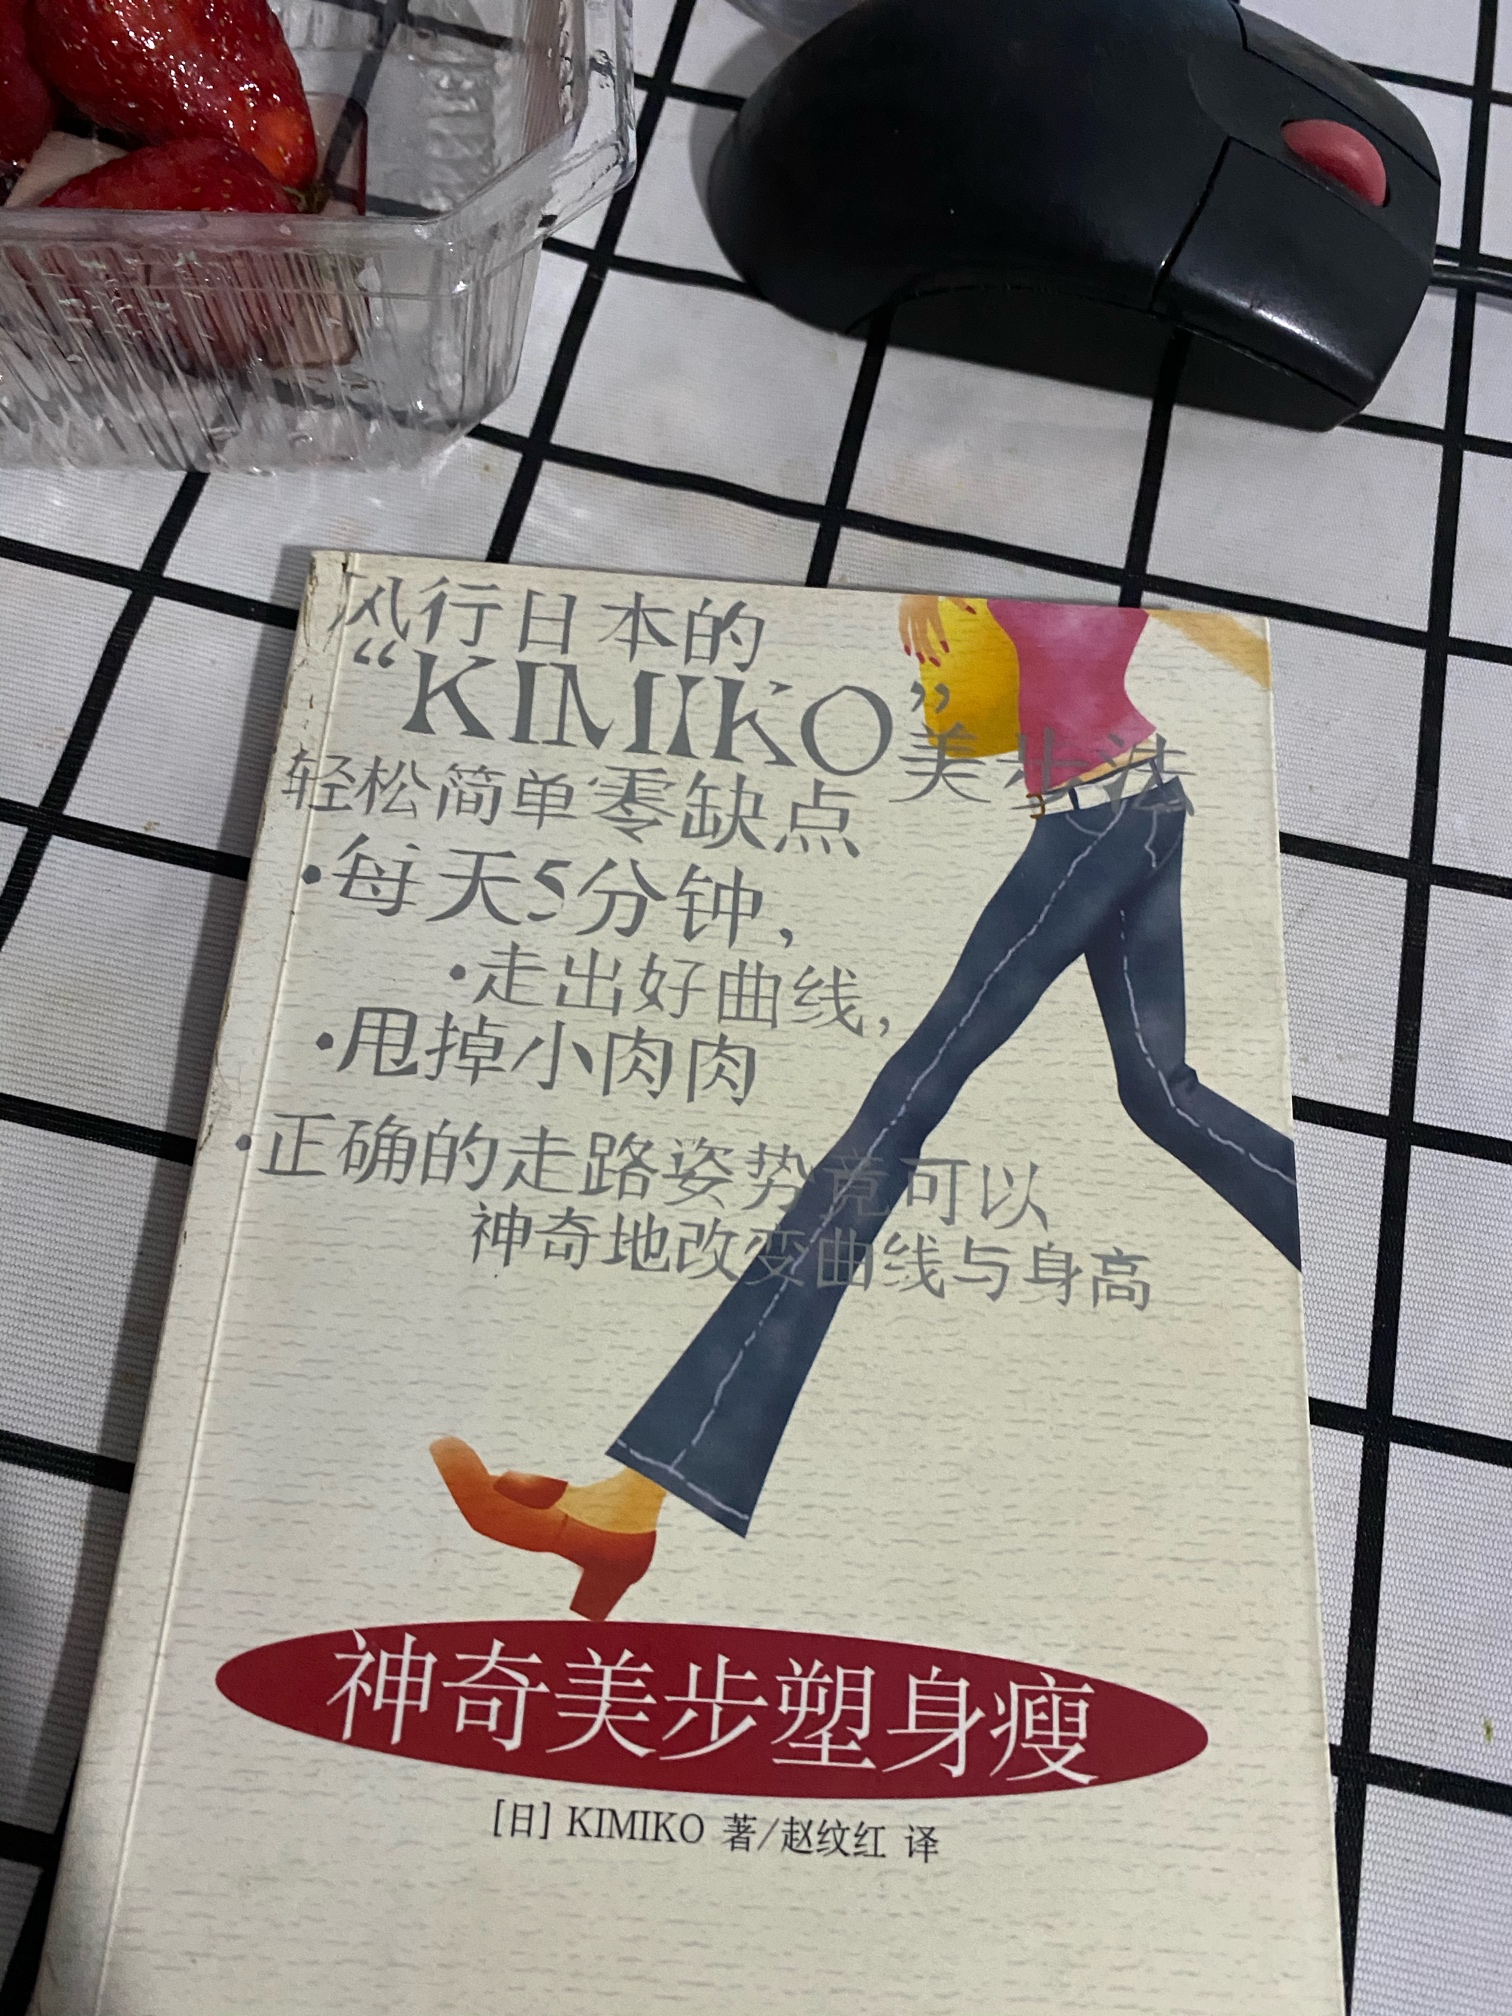 风行日本的
“KIMIKO”美步法
轻松简单零缺点
·每天5分钟，
·走出好曲线，
·甩掉小肉肉
·正确的走路姿势竟可以
神奇地改变曲线与身高
神奇美步塑身瘦
[日] KIMIKO 著/赵纹红 译